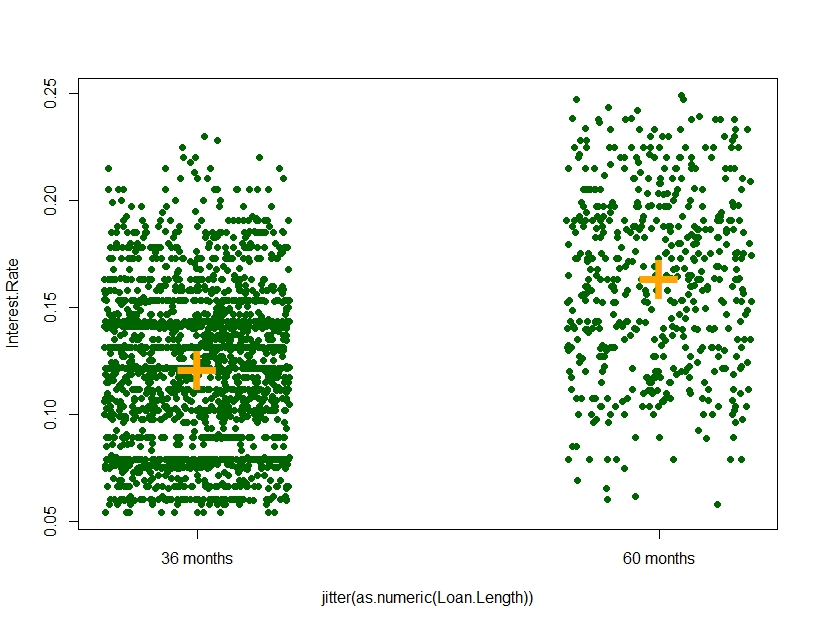 0.25
0.20
0.15
0.10
0.05
Interest.Rate
36 months
60 months
jitter(as.numeric(Loan.Length))